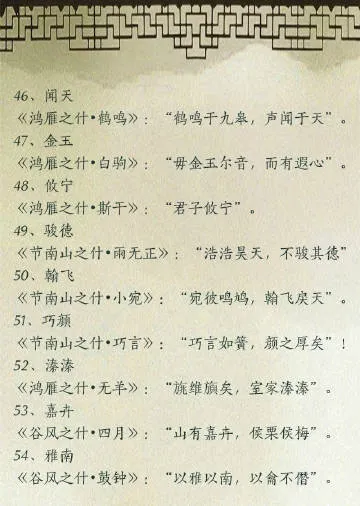 46、闻天
《鸿雁之什•鹤鸣》：“鹤鸣于九皋，声闻于天”。
47、金玉
《鸿雁之什•白驹》：“毋金玉尔音，而有遐心”。
48、攸宁
《鸿雁之什•斯干》：“君子攸宁”。
49、骏德
《节南山之什•雨无正》：“浩浩昊天，不骏其德”
50、翰飞
《节南山之什•小宛》：“宛彼鸣鸠，翰飞戾天”。
51、巧颜
《节南山之什•巧言》：“巧言如簧，颜之厚矣”！
52、溱溱
《鸿雁之什•无羊》：“旐维旟矣，室家溱溱”。
53、嘉卉
《谷风之什•四月》：“山有嘉卉，侯栗侯梅”。
54、雅南
《谷风之什•鼓钟》：“以雅以南，以龠不僭”。